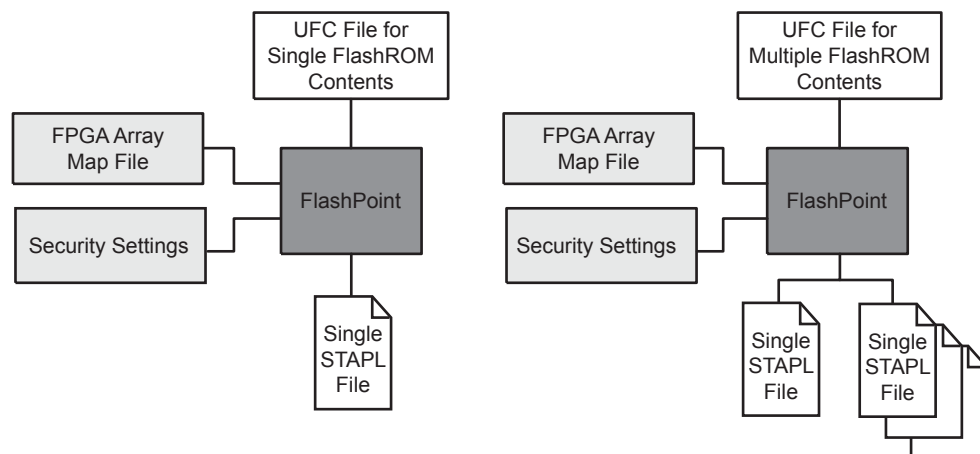 UFC File for
Single FlashROM
Contents
FPGA Array
Map File
FlashPoint
Security Settings
Single
STAPL
File
UFC File for
Multiple FlashROM
Contents
FPGA Array
Map File
FlashPoint
Security Settings
Single
STAPL
File
Single
STAPL
File